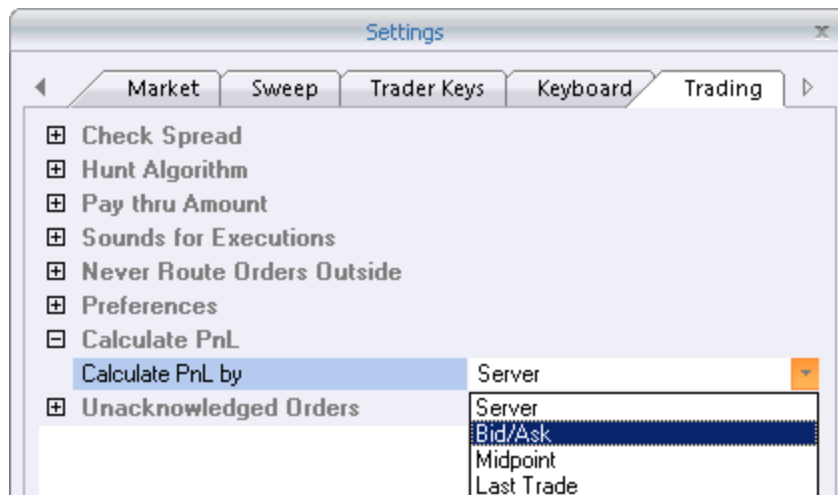 Settings
Market Sweep Trader Keys Keyboard Trading
Check Spread
Hunt Algorithm
Pay thru Amount
Sounds for Executions
Never Route Orders Outside
Preferences
Calculate PnL
Calculate PnL by Server
Unacknowledged Orders Server
Bid/Ask
Midpoint
Last Trade